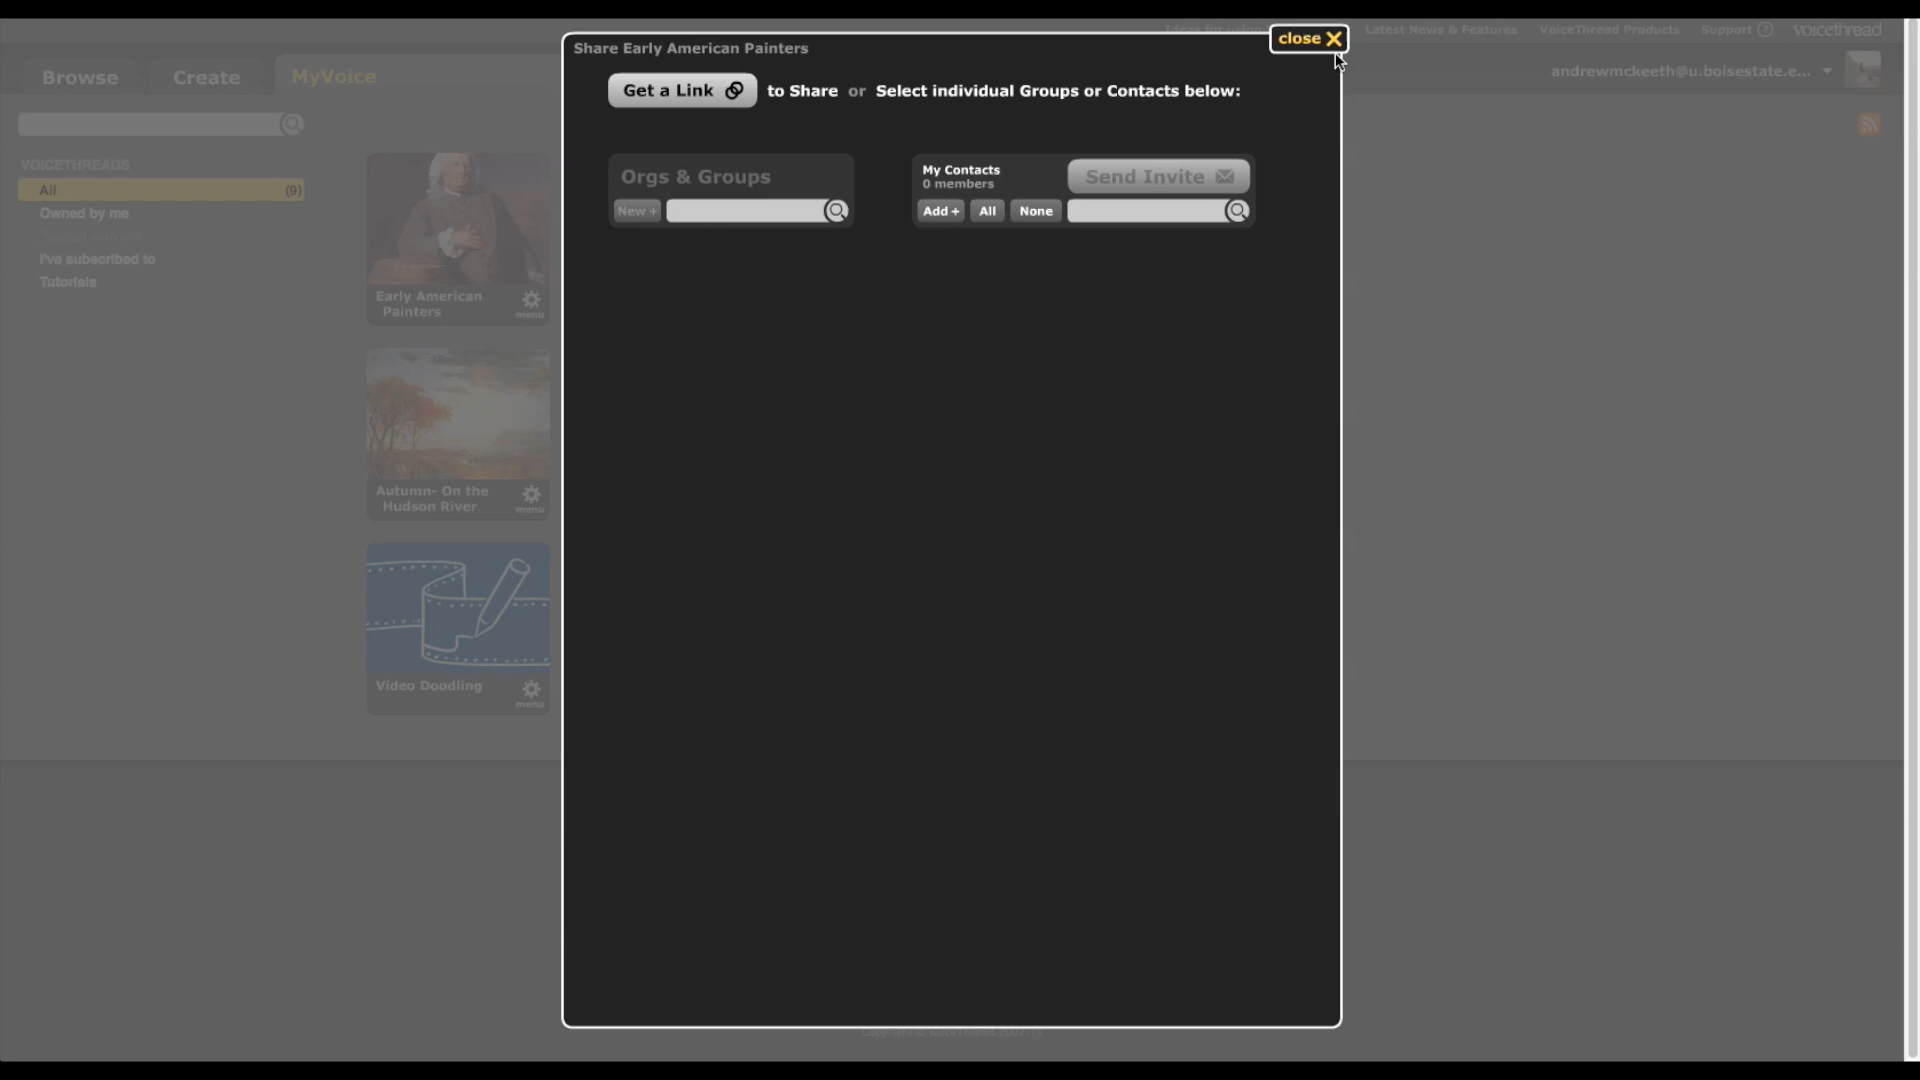 Share Early American Painters
close
Latest News & Features
VoiceThread Products
Support ?
voicethread
Browse
Create
MyVoice
andrewmckeeth@u.boisestate.e...
Get a Link to Share or Select individual Groups or Contacts below:
VOICETHREADS
All (9)
Owned by me
I've subscribed to
Tutorials
Orgs & Groups
New +
My Contacts
0 members
Send Invite
Add +
All
None
Early American
Painters
menu
Autumn- On the
Hudson River
menu
Video Doodling
menu